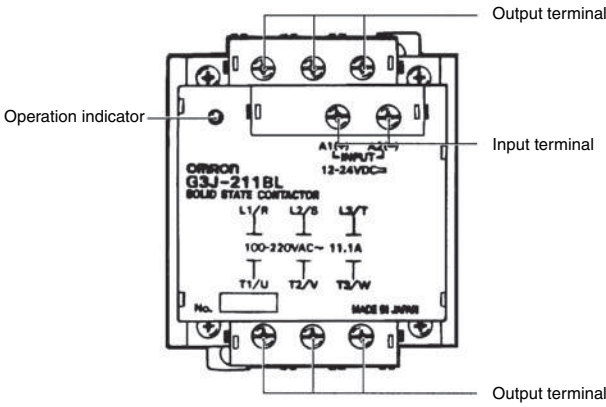 Output terminal
Operation indicator
Input terminal
A1(+) A2(−)
INPUT
12-24VDC⎓
OMRON
G3J-211BL
SOLID STATE CONTACTOR
L1/R L2/S L3/T
100-220VAC~ 11.1A
T1/U T2/V T3/W
No.
MADE IN JAPAN
Output terminal